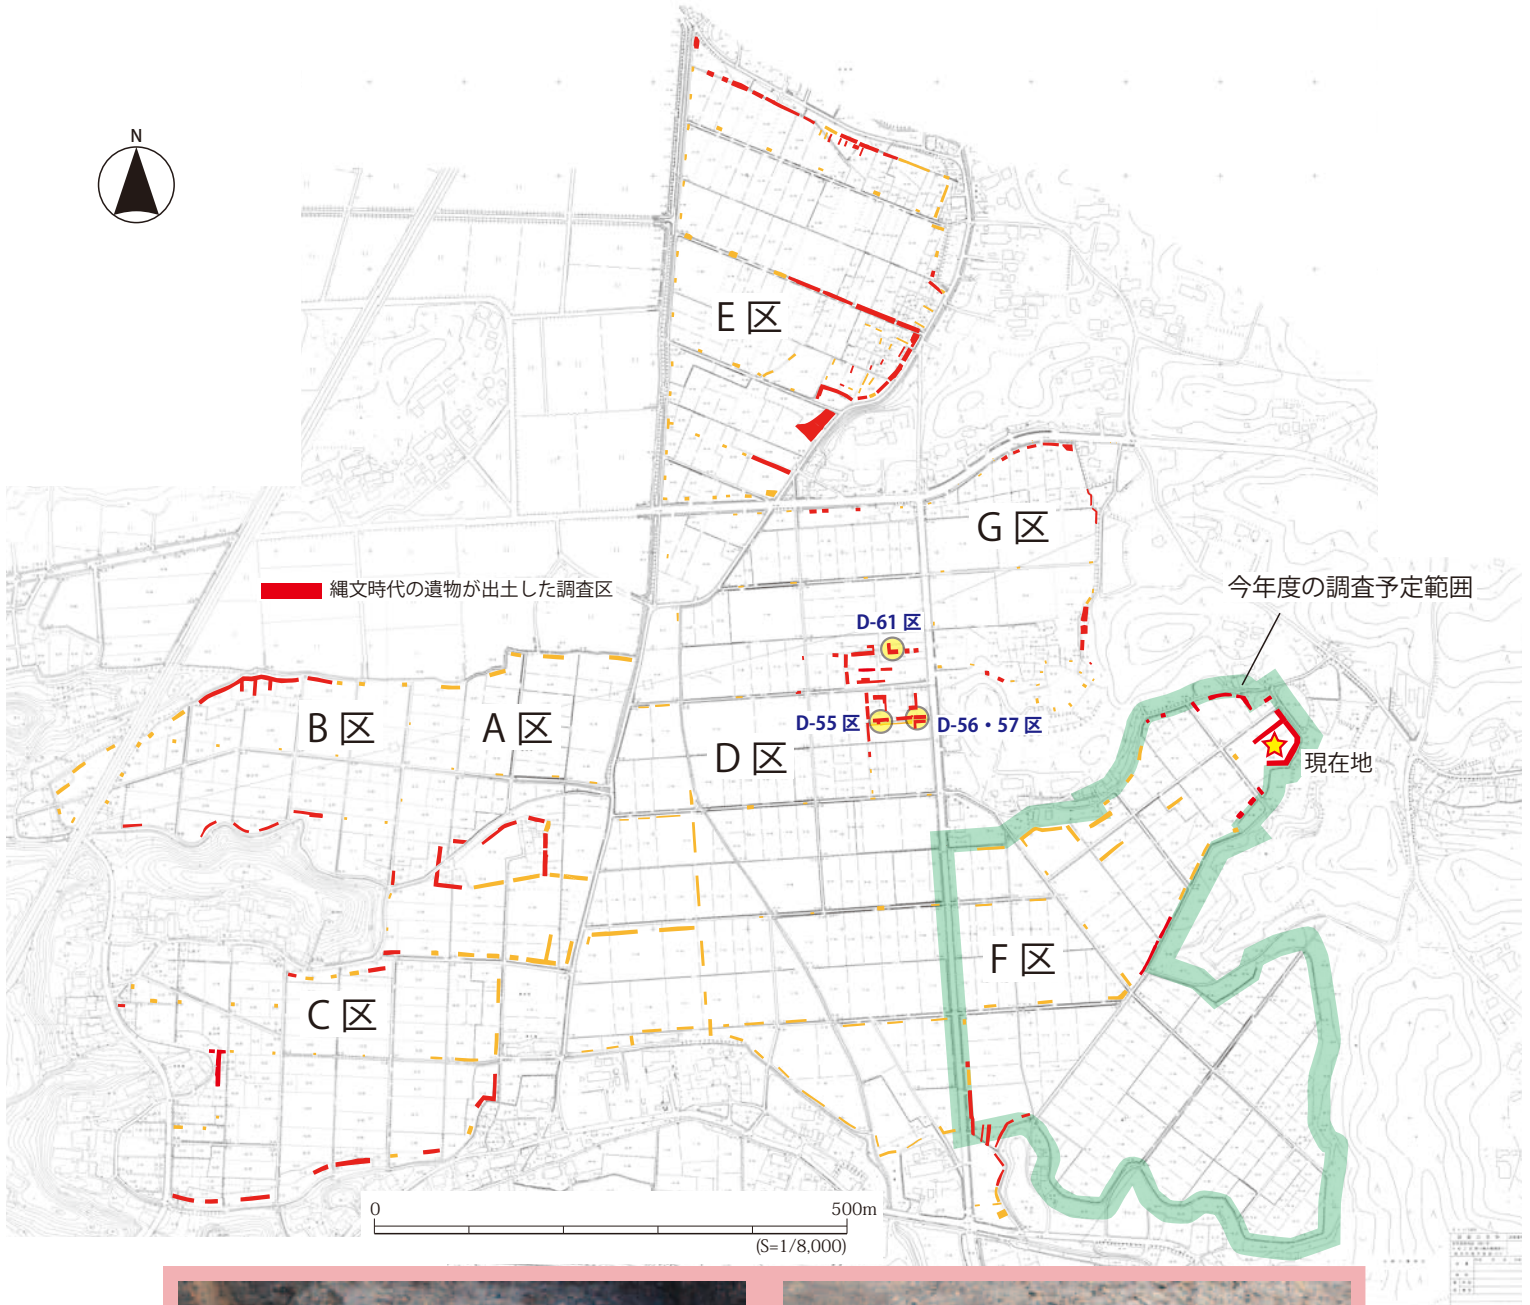 N
E 区
G 区
縄文時代の遺物が出土した調査区
今年度の調査予定範囲
D-61 区
B 区
A 区
D-55 区
D-56・57 区
D 区
現在地
F 区
C 区
0
500m
(S=1/8,000)